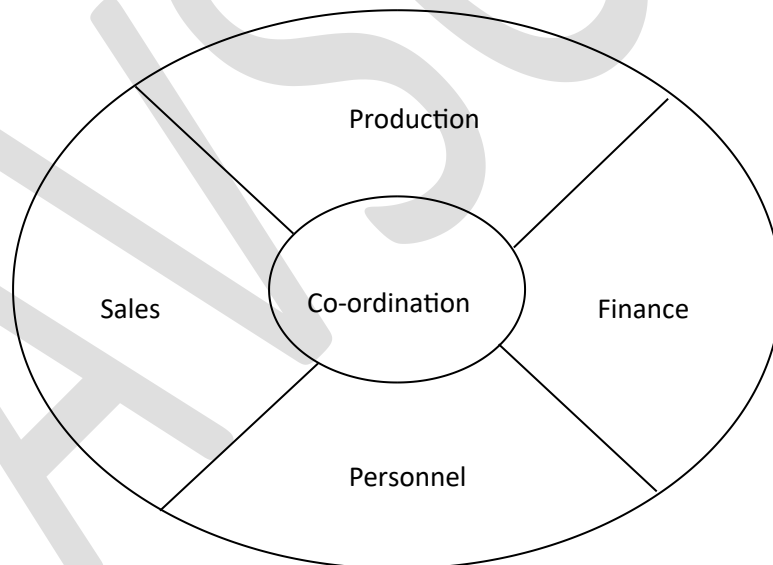 Production
Sales
Co-ordination
Finance
Personnel